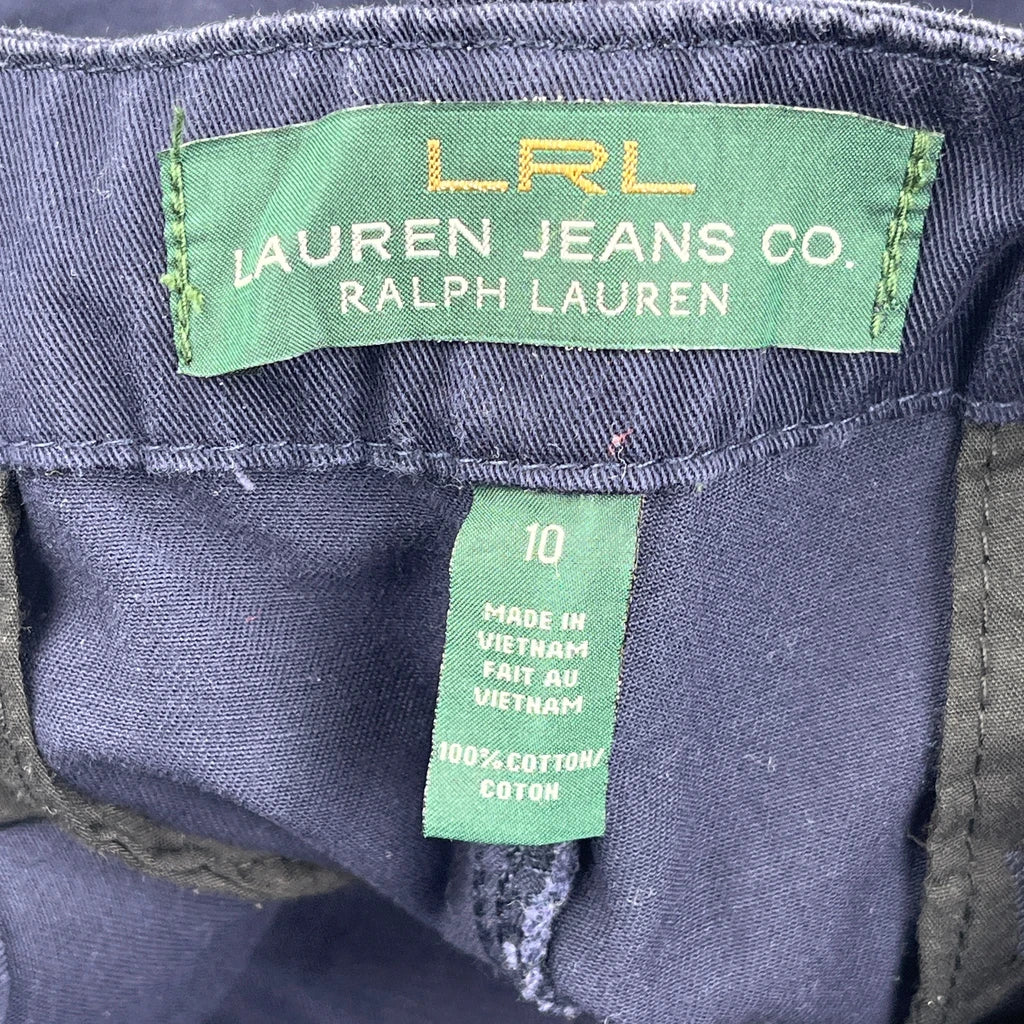 LRL
LAUREN JEANS CO.
RALPH LAUREN
10
MADE IN
VIETNAM
FAIT AU
VIETNAM
100% COTTON/
COTON